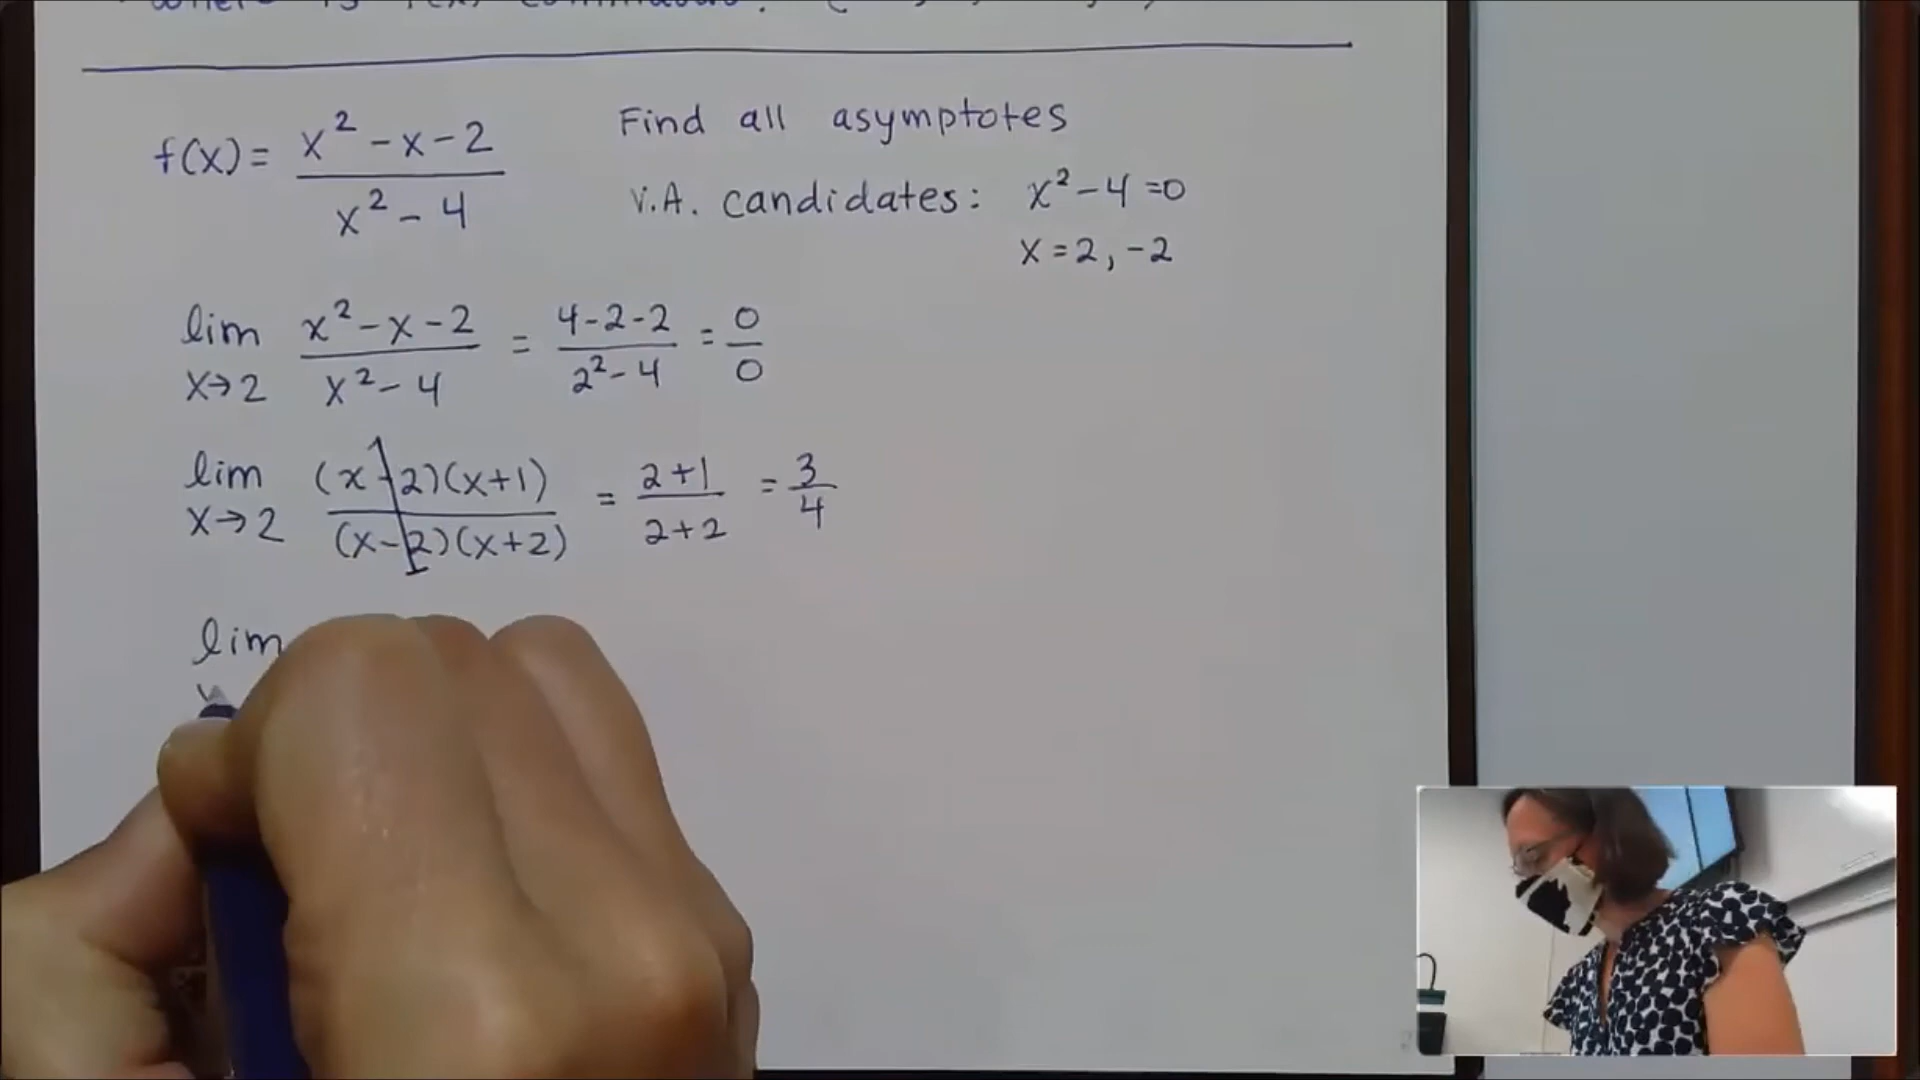 f(x) = x² - x - 2 / x² - 4
Find all asymptotes
V.A. candidates: x² - 4 = 0
x = 2, -2
lim x→2 x² - x - 2 / x² - 4 = 4 - 2 - 2 / 2² - 4 = 0 / 0
lim x→2 (x - 2)(x + 1) / (x - 2)(x + 2) = 2 + 1 / 2 + 2 = 3 / 4
lim